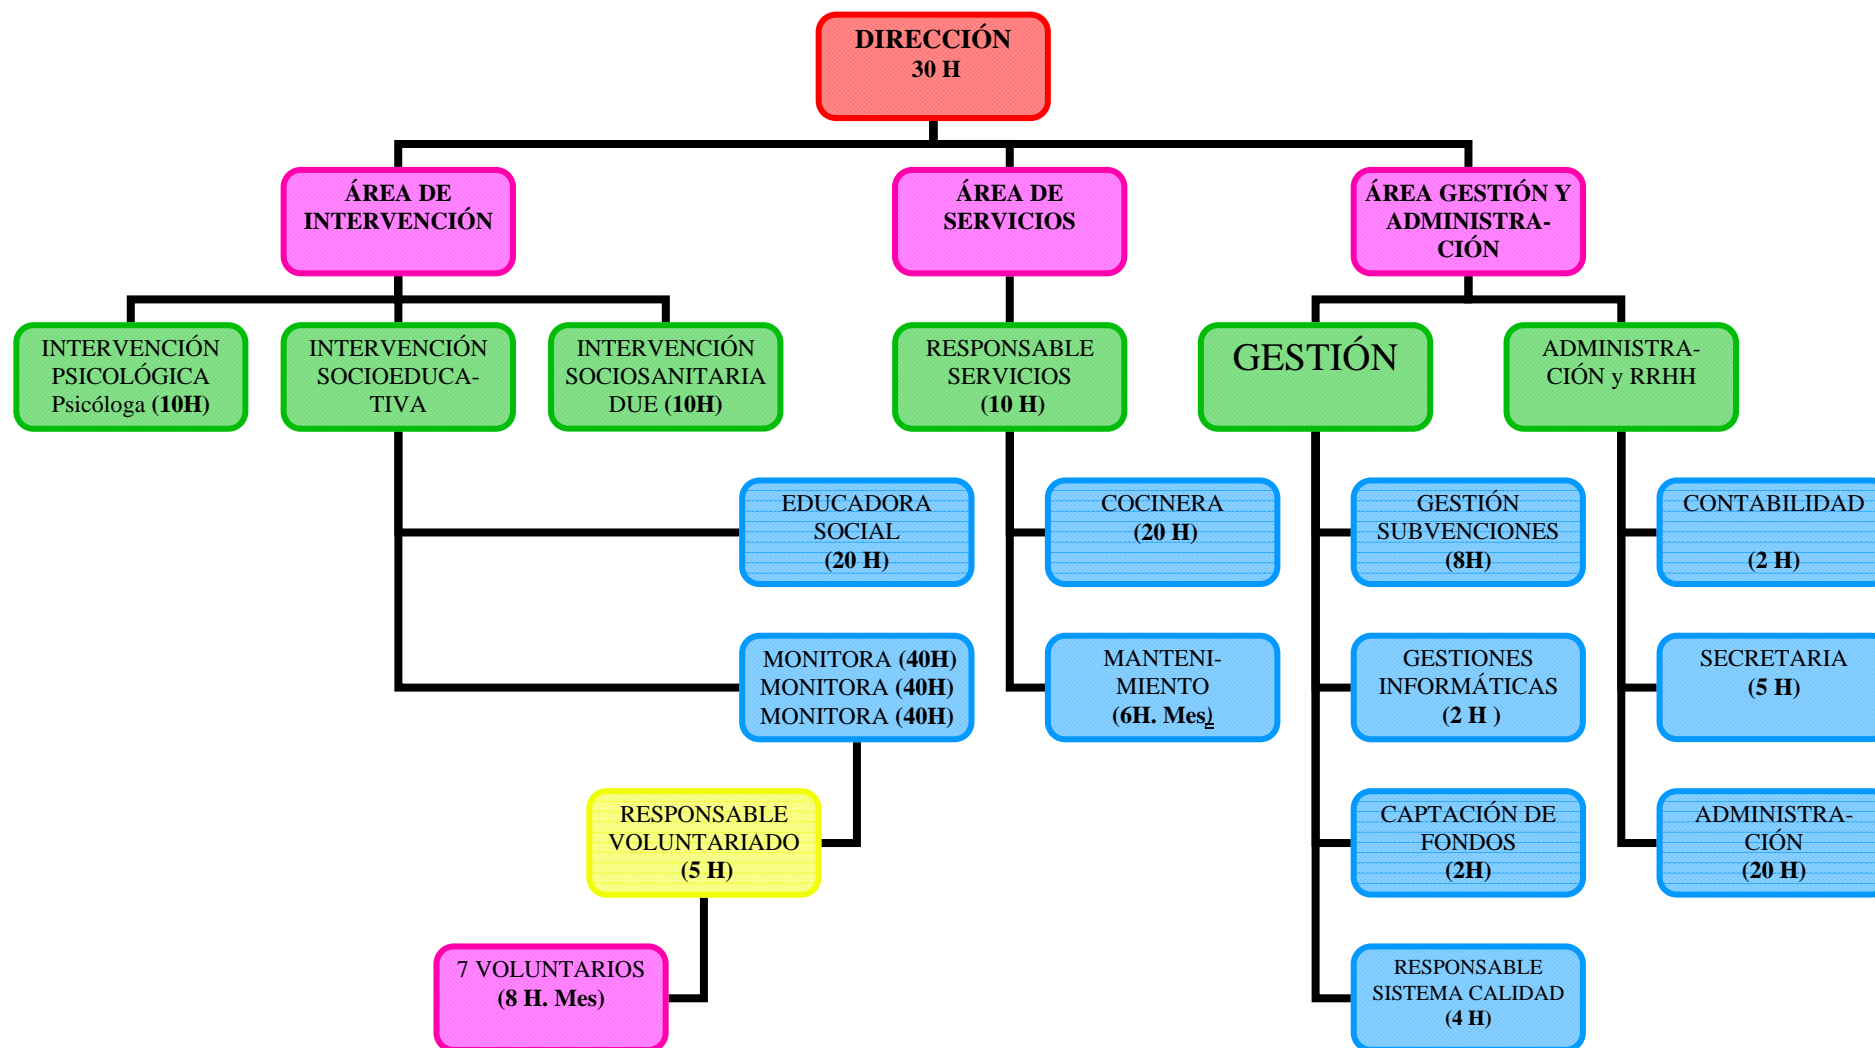 DIRECCIÓN
30 H
ÁREA DE
INTERVENCIÓN
ÁREA DE
SERVICIOS
ÁREA GESTIÓN Y
ADMINISTRA-
CIÓN
INTERVENCIÓN
PSICOLÓGICA
Psicóloga (10H)
INTERVENCIÓN
SOCIOEDUCA-
TIVA
INTERVENCIÓN
SOCIOSANITARIA
DUE (10H)
RESPONSABLE
SERVICIOS
(10 H)
GESTIÓN
ADMINISTRA-
CIÓN y RRHH
EDUCADORA
SOCIAL
(20 H)
COCINERA
(20 H)
GESTIÓN
SUBVENCIONES
(8H)
CONTABILIDAD
(2 H)
MONITORA (40H)
MONITORA (40H)
MONITORA (40H)
MANTENI-
MIENTO
(6H. Mes)
GESTIONES
INFORMÁTICAS
(2 H )
SECRETARIA
(5 H)
RESPONSABLE
VOLUNTARIADO
(5 H)
CAPTACIÓN DE
FONDOS
(2H)
ADMINISTRA-
CIÓN
(20 H)
7 VOLUNTARIOS
(8 H. Mes)
RESPONSABLE
SISTEMA CALIDAD
(4 H)